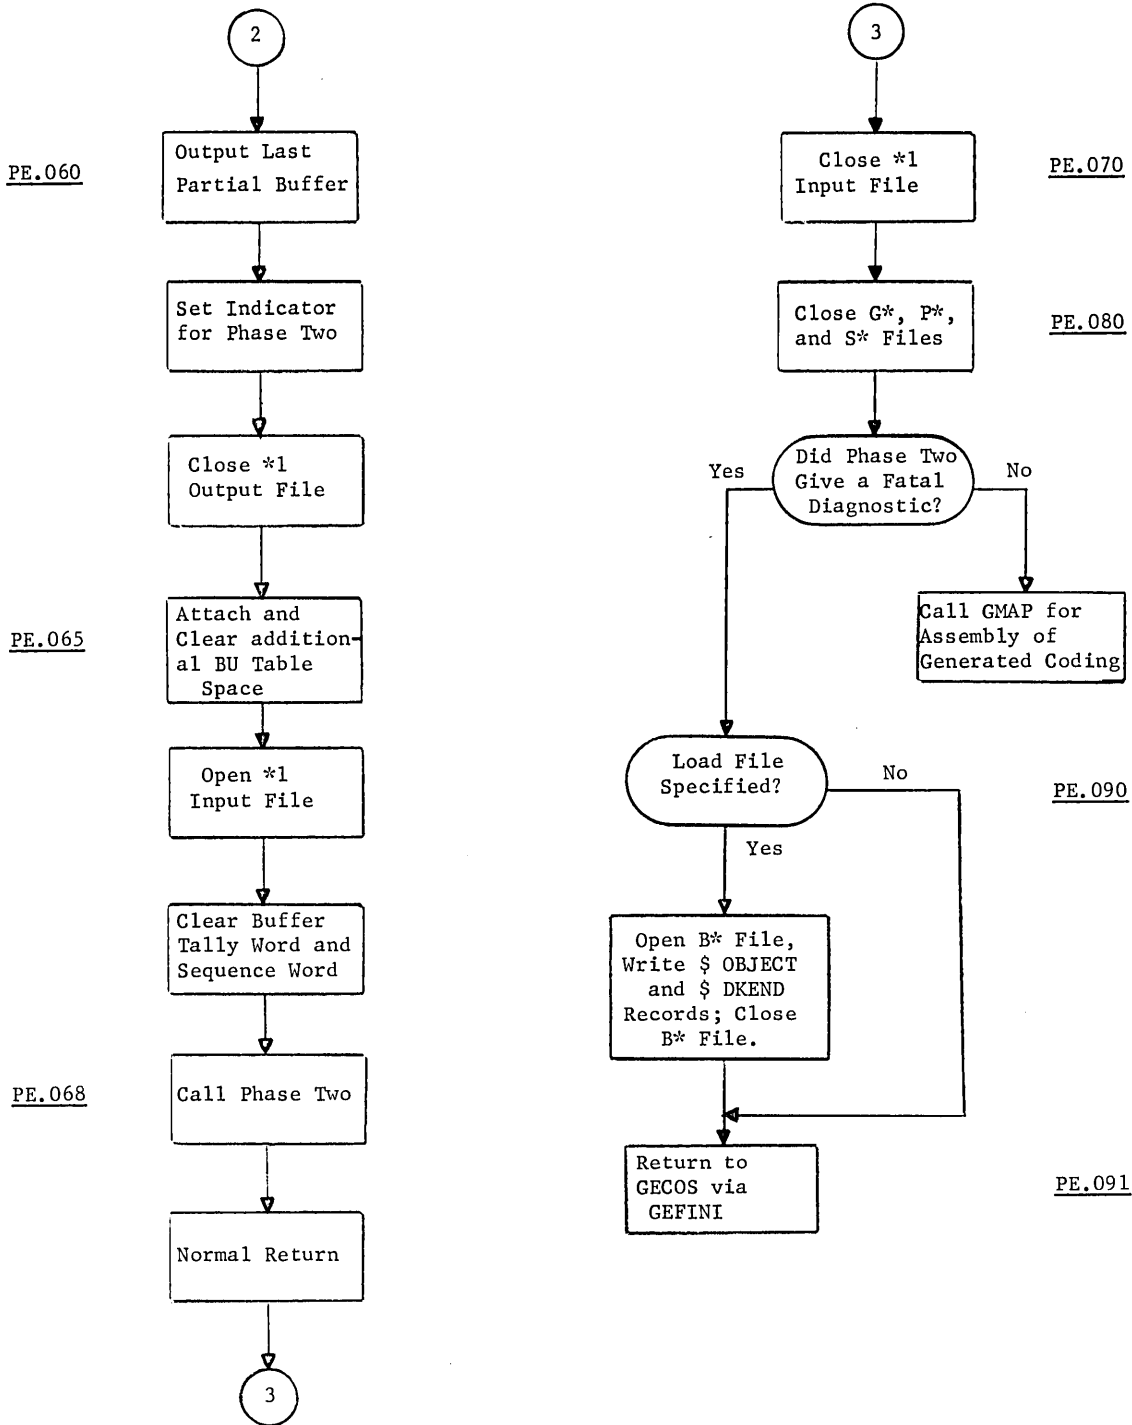 2
PE.060
Output Last
Partial Buffer
Set Indicator
for Phase Two
Close *1
Output File
PE.065
Attach and
Clear addition-
al BU Table
Space
Open *1
Input File
Clear Buffer
Tally Word and
Sequence Word
PE.068
Call Phase Two
Normal Return
3
3
Close *1
Input File
PE.070
Close G*, P*,
and S* Files
PE.080
Did Phase Two
Give a Fatal
Diagnostic?
Yes
No
Call GMAP for
Assembly of
Generated Coding
Load File
Specified?
No
PE.090
Yes
Open B* File,
Write $ OBJECT
and $ DKEND
Records; Close
B* File.
Return to
GECOS via
GEFINI
PE.091